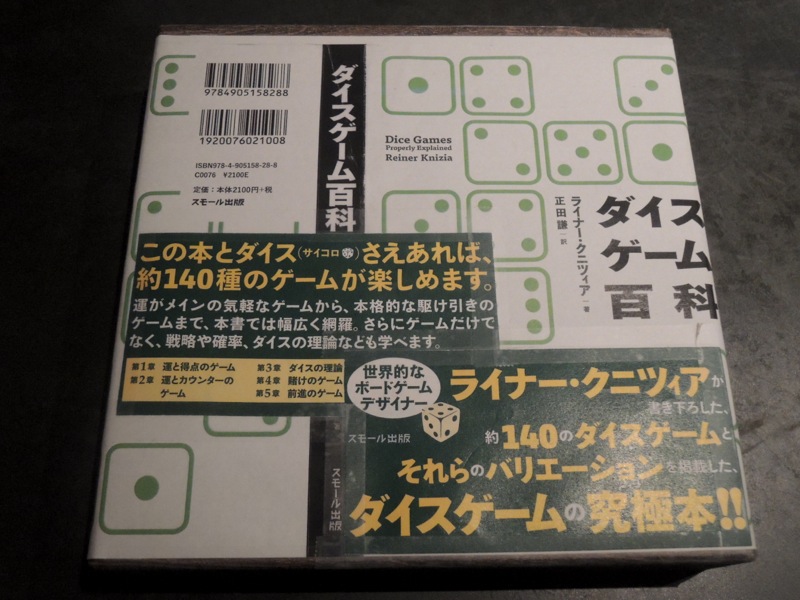 9784905158288
1920076021008
ISBN978-4-905158-28-8
C0076 ¥2100E
定価：本体2100円+税
スモール出版
ダイスゲーム百科
Dice Games
Properly Explained
Reiner Knizia
ダイス
ゲーム
百科
ライナー・クニツィア 著
正田謙 訳
この本とダイス(サイコロ)さえあれば、
約140種のゲームが楽しめます。
運がメインの気軽なゲームから、本格的な駆け引きの
ゲームまで、本書では幅広く網羅。さらにゲームだけで
なく、戦略や確率、ダイスの理論なども学べます。
第1章 運と得点のゲーム
第2章 運とカウンターの
ゲーム
第3章 ダイスの理論
第4章 賭けのゲーム
第5章 前進のゲーム
スモール出版
世界的な
ボードゲーム
デザイナー
ライナー・クニツィアが
書き下ろした、
スモール出版
約140のダイスゲームと、
それらのバリエーションを掲載した、
ダイスゲームの究極本!!